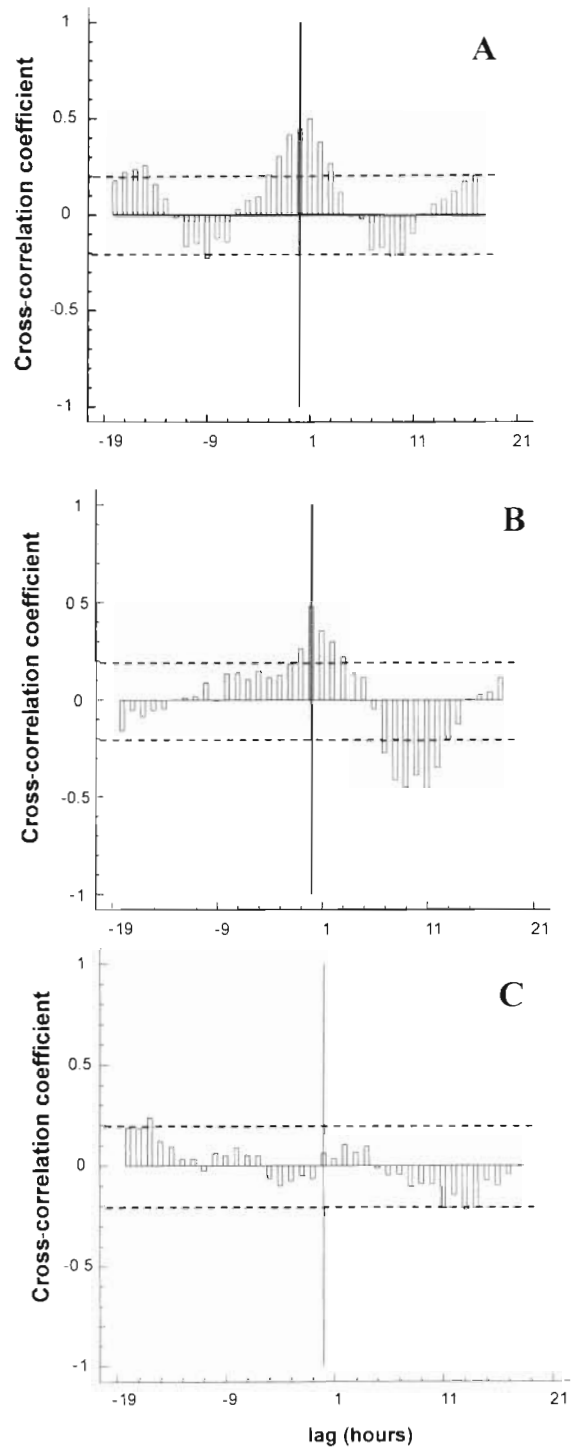 A
Cross-correlation coefficient
1
0.5
0
-0.5
-1
-19 -9 1 11 21
B
Cross-correlation coefficient
1
0 5
0
-0.5
-1
-19 -9 1 11 21
C
Cross-correlation coefficient
1
0.5
0
-0 5
-1
-19 -9 1 11 21
lag (hours)